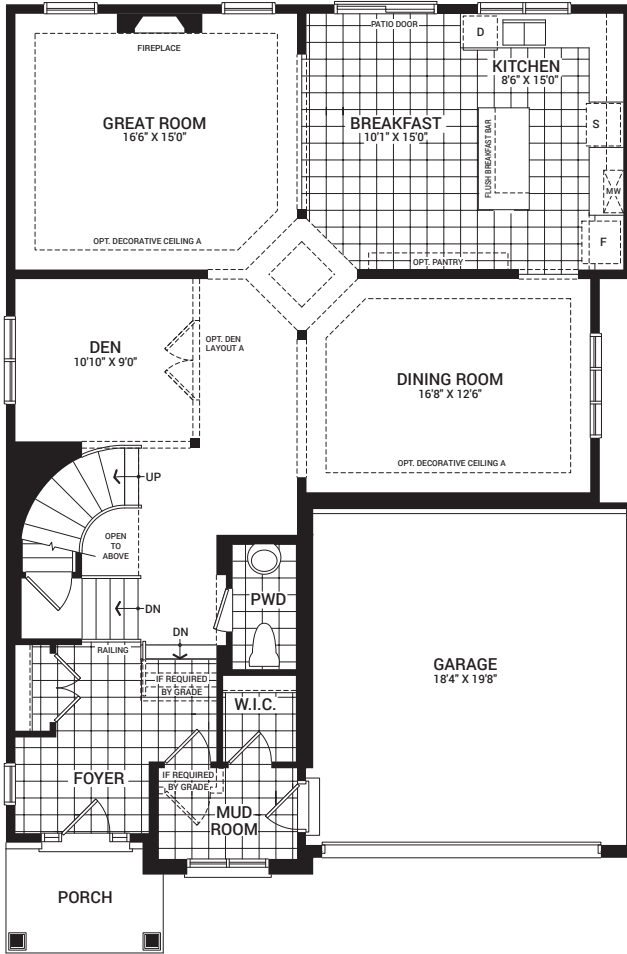 PATIO DOOR
D
FIREPLACE
KITCHEN
8'6" X 15'0"
GREAT ROOM
16'6" X 15'0"
BREAKFAST
10'1" X 15'0"
FLUSH BREAKFAST BAR
S
MW
F
OPT. DECORATIVE CEILING A
OPT. PANTRY
DEN
10'10" X 9'0"
OPT. DEN
LAYOUT A
DINING ROOM
16'8" X 12'6"
OPT. DECORATIVE CEILING A
UP
OPEN
TO
ABOVE
PWD
DN
DN
RAILING
IF REQUIRED
BY GRADE
W.I.C.
GARAGE
18'4" X 19'8"
FOYER
IF REQUIRED
BY GRADE
MUD
ROOM
PORCH